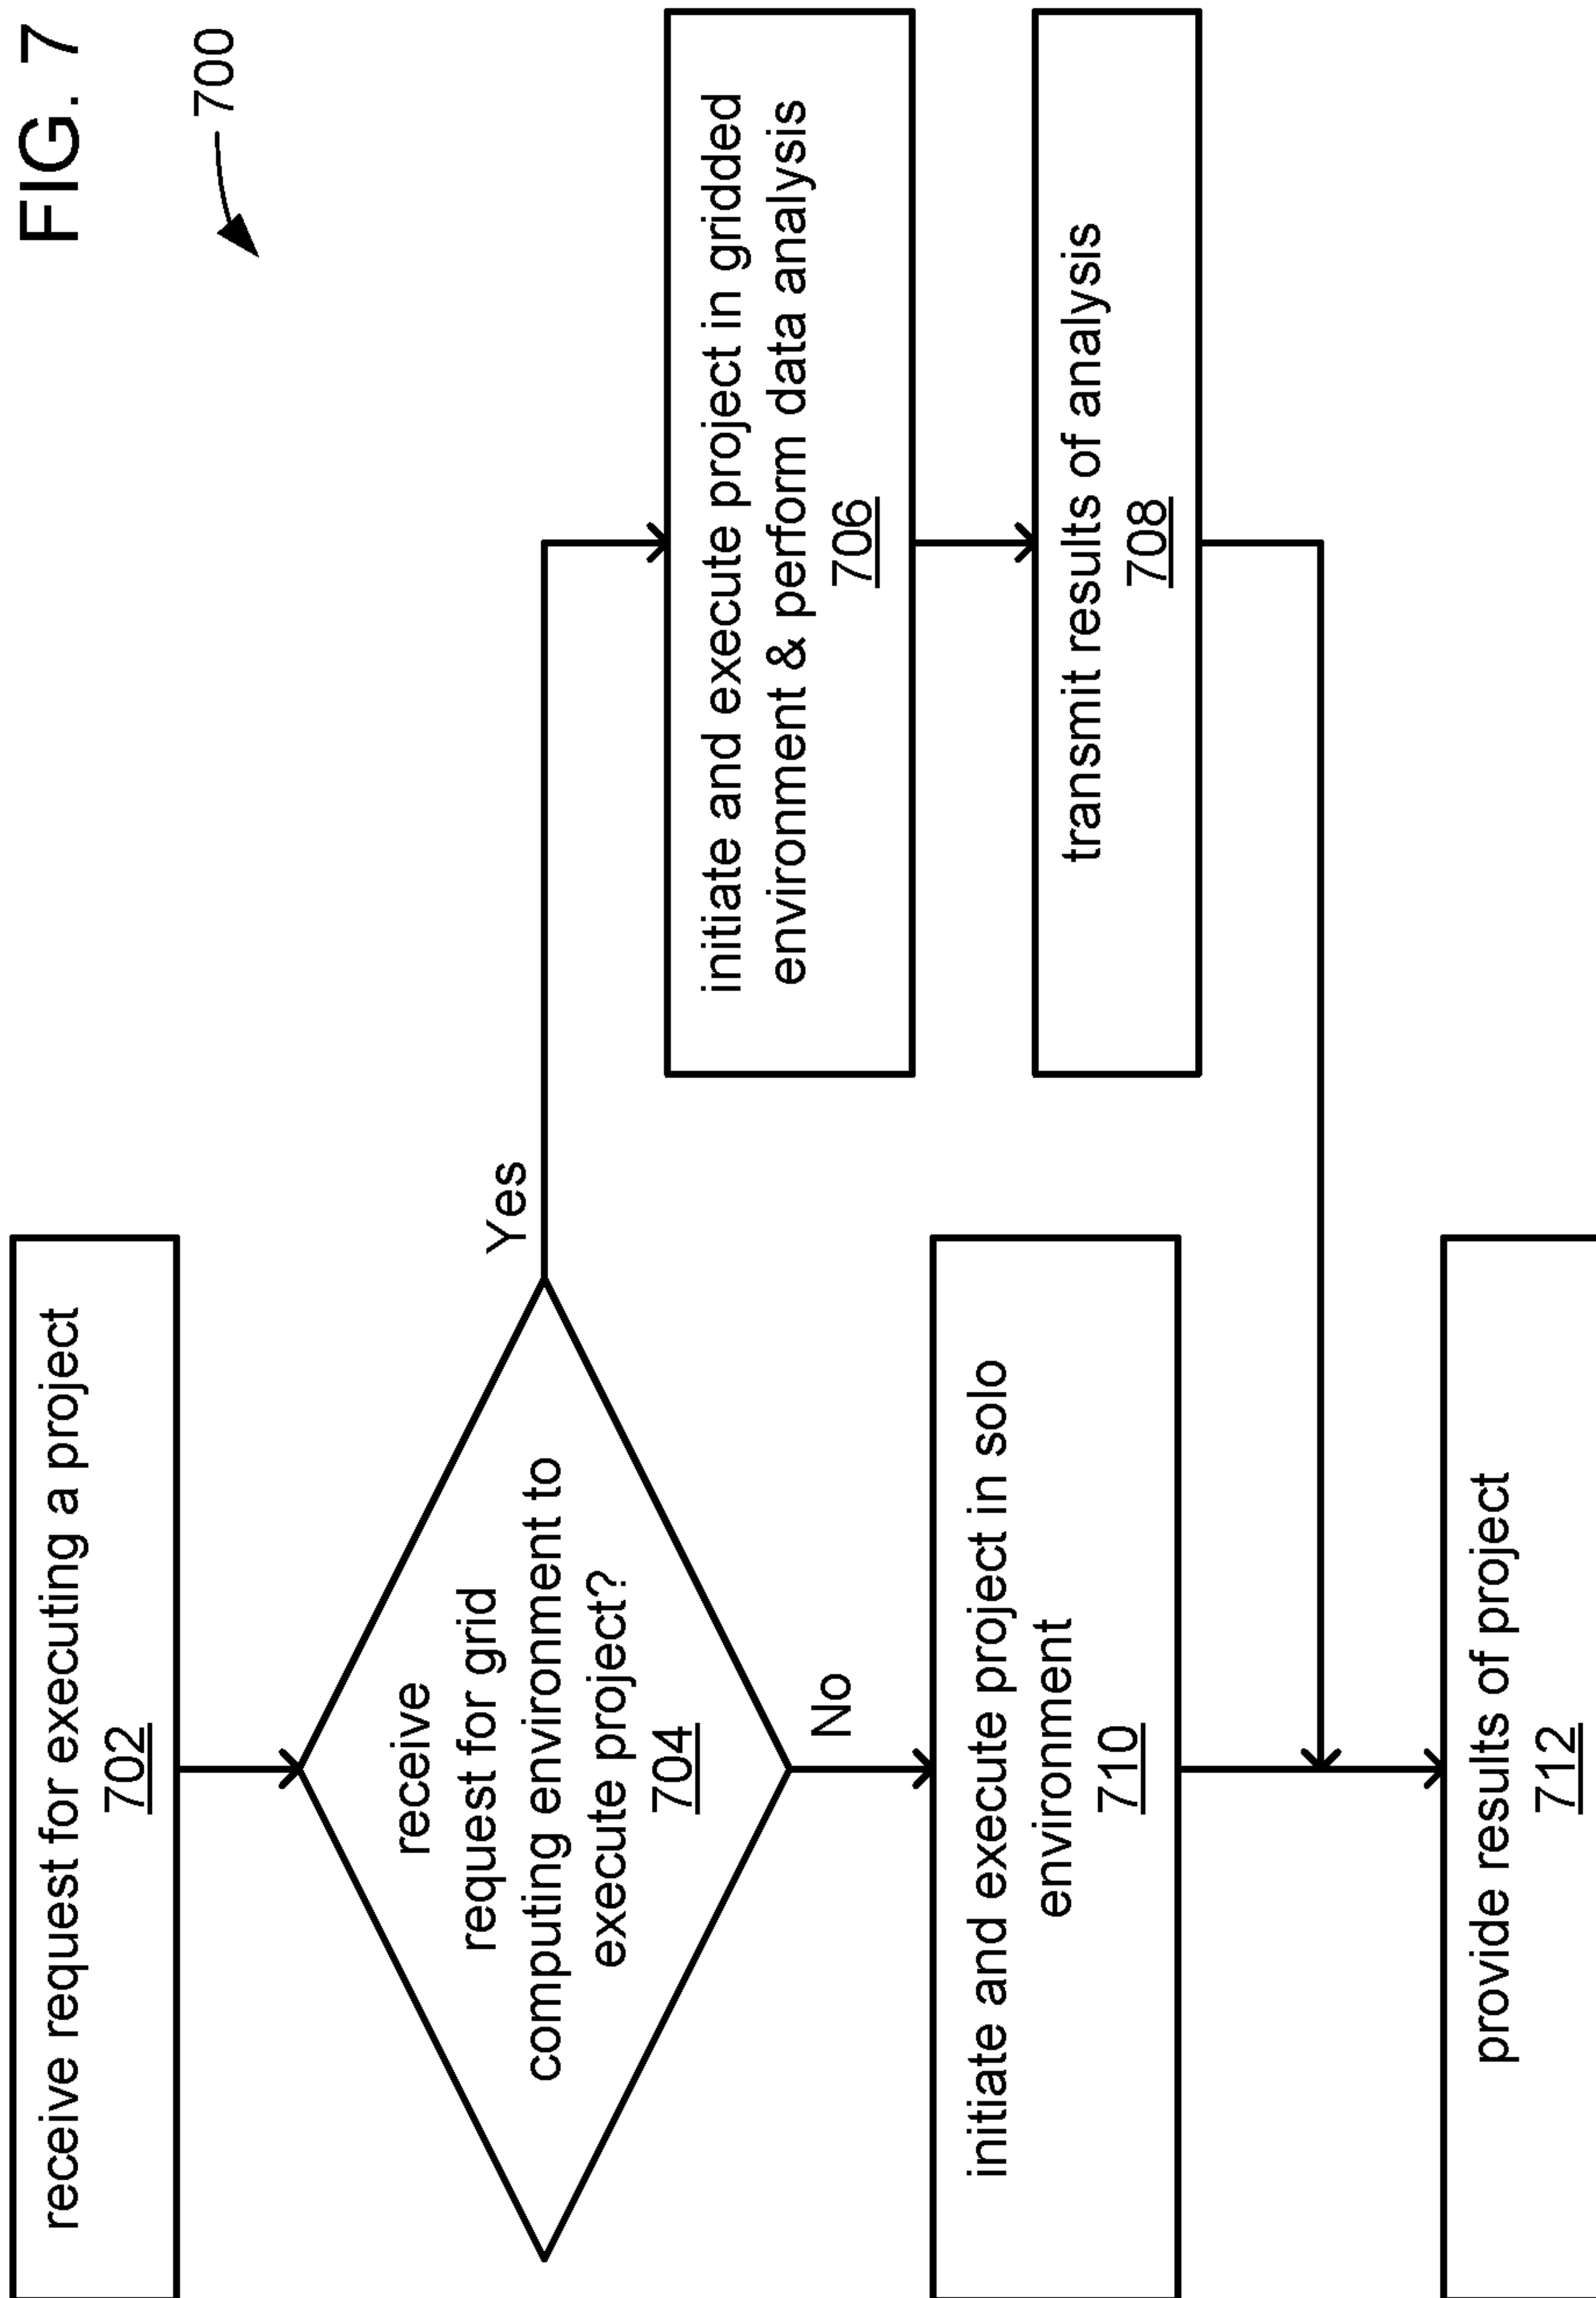 FIG. 7
700
receive request for executing a project
702
receive
request for grid
computing environment to
execute project?
704
Yes
No
initiate and execute project in gridded
environment & perform data analysis
706
transmit results of analysis
708
initiate and execute project in solo
environment
710
provide results of project
712